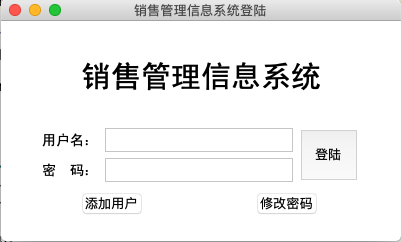 销售管理信息系统登陆
销售管理信息系统
用户名：
登陆
密　码：
添加用户　修改密码